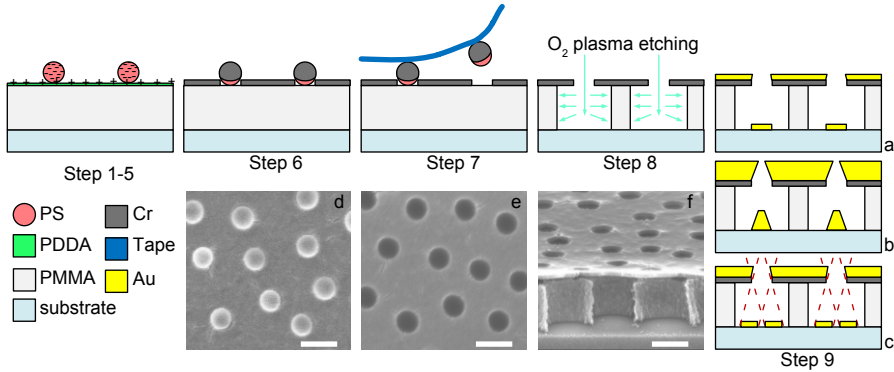 O2 plasma etching
Step 1-5
Step 6
Step 7
Step 8
a
b
c
Step 9
PS
Cr
PDDA
Tape
PMMA
Au
substrate
d
e
f